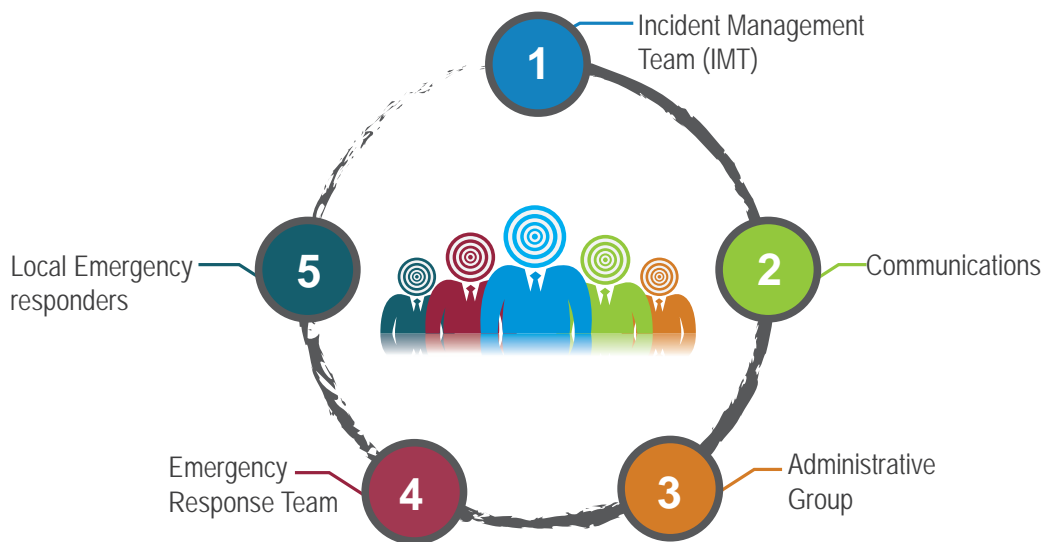 1
Incident Management
Team (IMT)
2
Communications
3
Administrative
Group
4
Emergency
Response Team
5
Local Emergency
responders